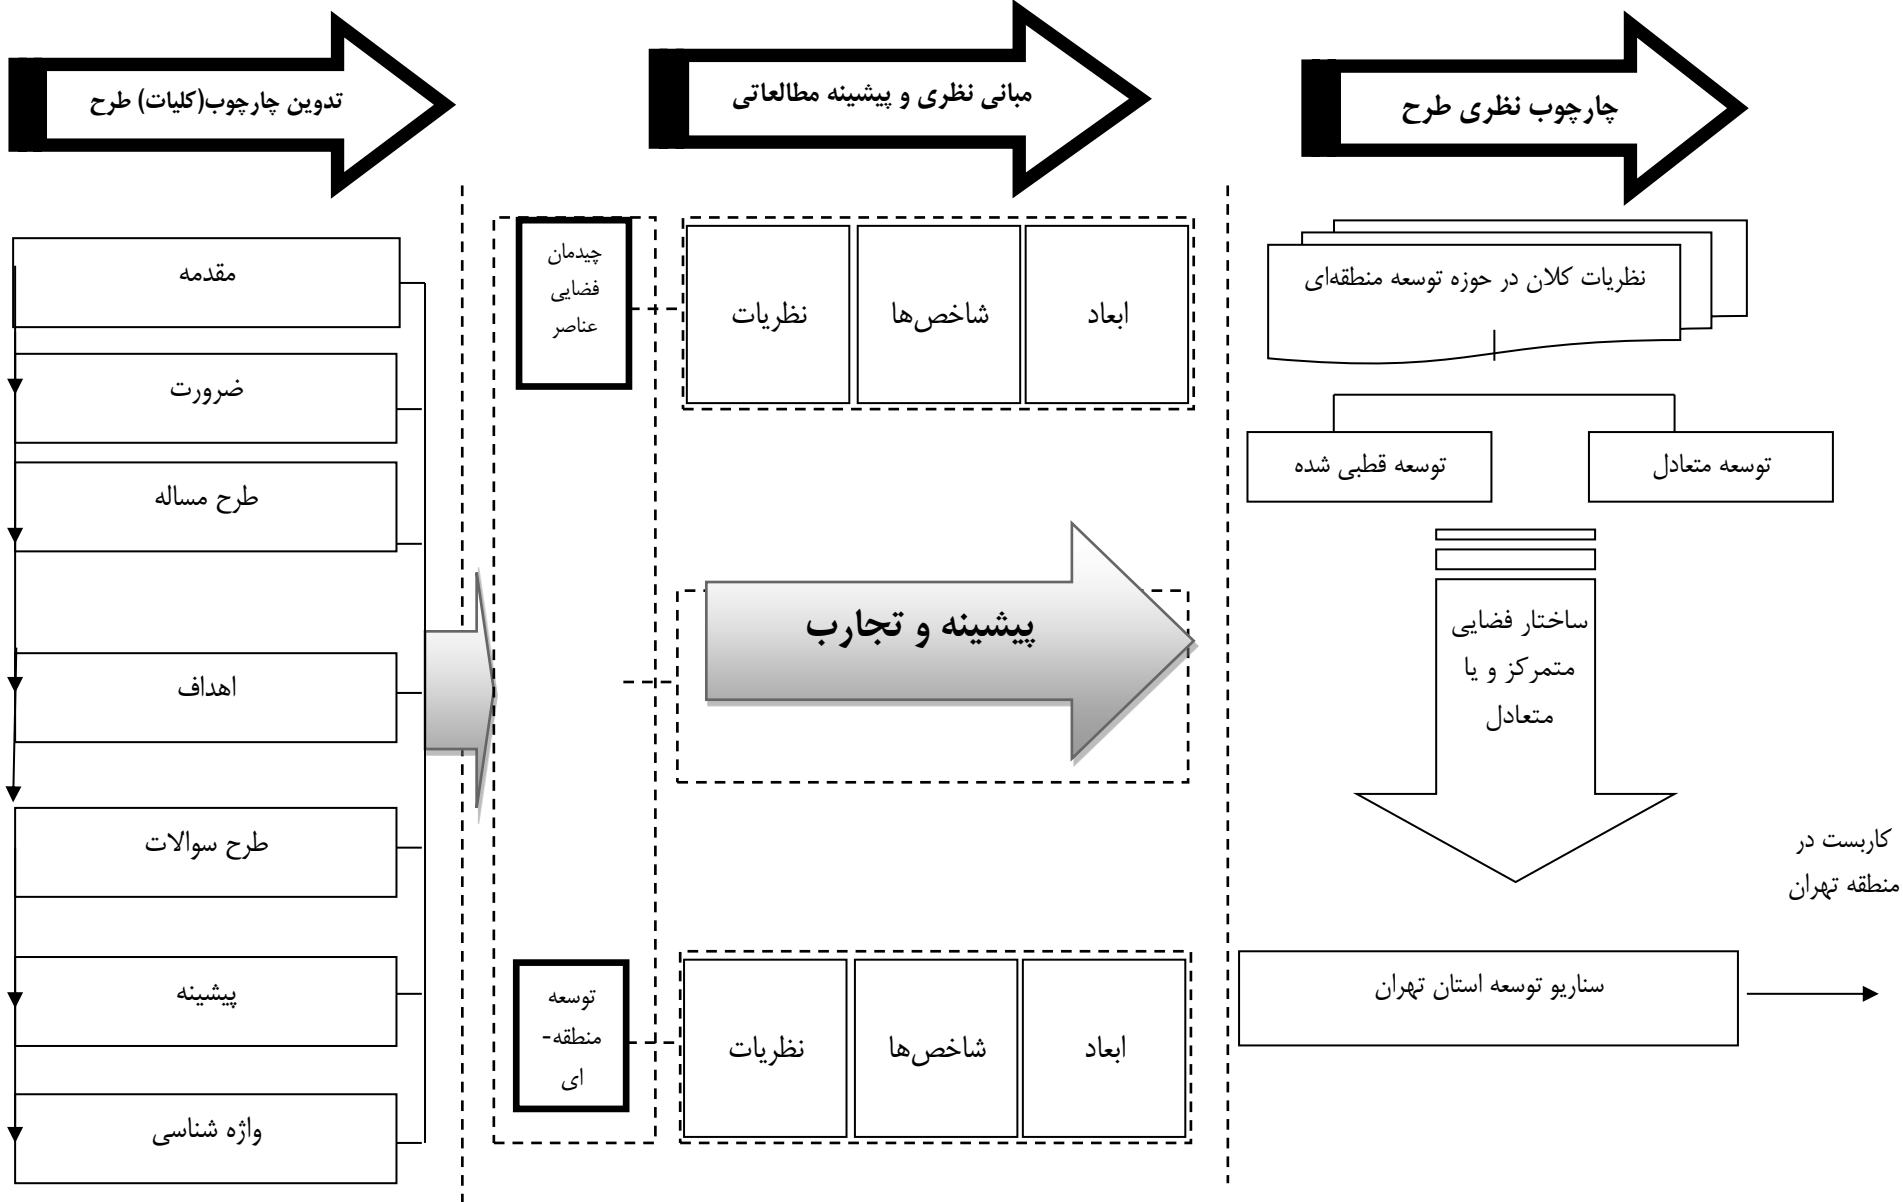 تدوین چارچوب(کلیات) طرح
مبانی نظری و پیشینه مطالعاتی
چارچوب نظری طرح
مقدمه
ضرورت
طرح مساله
اهداف
طرح سوالات
پیشینه
واژه شناسی
چیدمان
فضایی
عناصر
نظریات
شاخص‌ها
ابعاد
پیشینه و تجارب
توسعه
منطقه-
ای
نظریات
شاخص‌ها
ابعاد
نظریات کلان در حوزه توسعه منطقه‌ای
توسعه قطبی شده
توسعه متعادل
ساختار فضایی
متمرکز و یا
متعادل
کاربست در
منطقه تهران
سناریو توسعه استان تهران